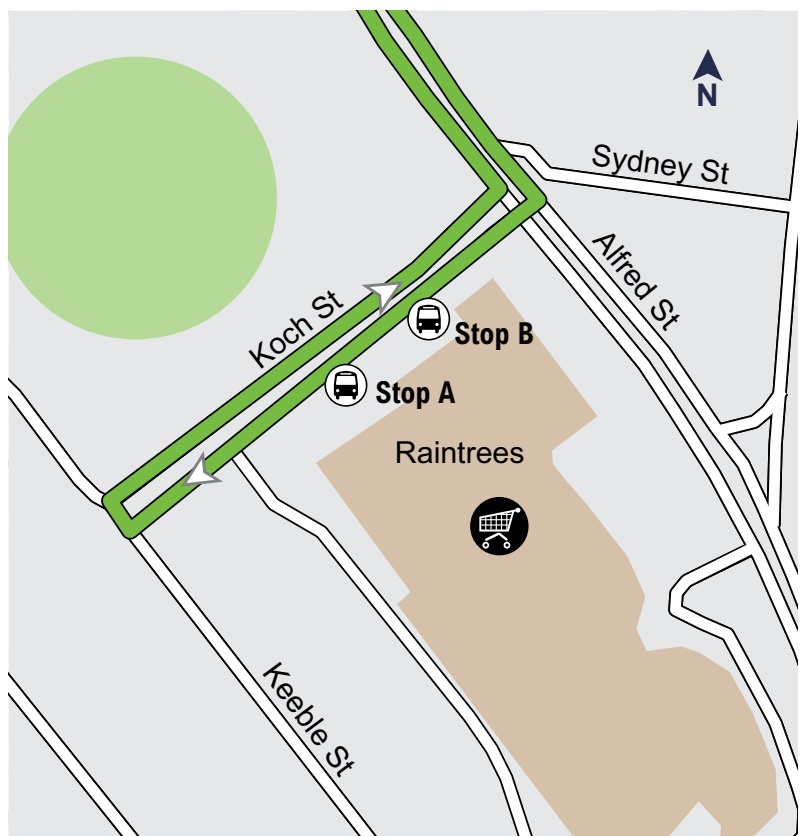 N
Sydney St
Alfred St
Koch St
Stop B
Stop A
Raintrees
Keeble St